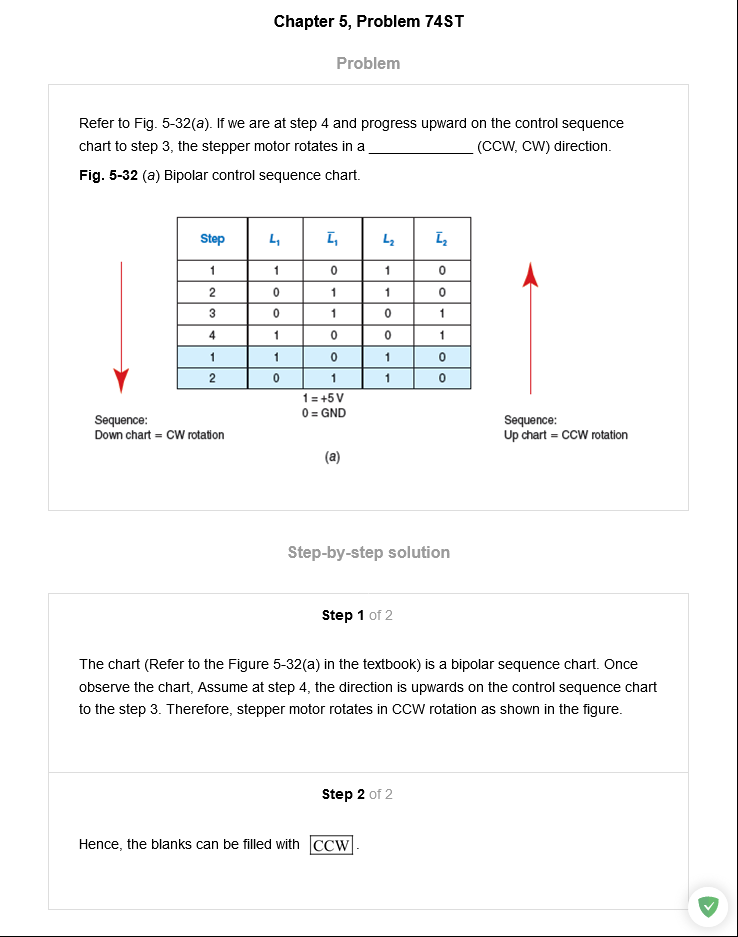 Chapter 5, Problem 74ST
Problem
Refer to Fig. 5-32(a). If we are at step 4 and progress upward on the control sequence
chart to step 3, the stepper motor rotates in a _____________ (CCW, CW) direction.
Fig. 5-32 (a) Bipolar control sequence chart.
Step L₁ L̅₁ L₂ L̅₂
1 1 0 1 0
2 0 1 1 0
3 0 1 0 1
4 1 0 0 1
1 1 0 1 0
2 0 1 1 0
1 = +5 V
0 = GND
Sequence:
Down chart = CW rotation
Sequence:
Up chart = CCW rotation
(a)
Step-by-step solution
Step 1 of 2
The chart (Refer to the Figure 5-32(a) in the textbook) is a bipolar sequence chart. Once
observe the chart, Assume at step 4, the direction is upwards on the control sequence chart
to the step 3. Therefore, stepper motor rotates in CCW rotation as shown in the figure.
Step 2 of 2
Hence, the blanks can be filled with CCW.